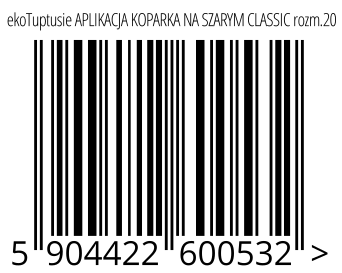 ekoTuptusie APLIKACJA KOPARKA NA SZARYM CLASSIC rozm.20
5 904422 600532 >